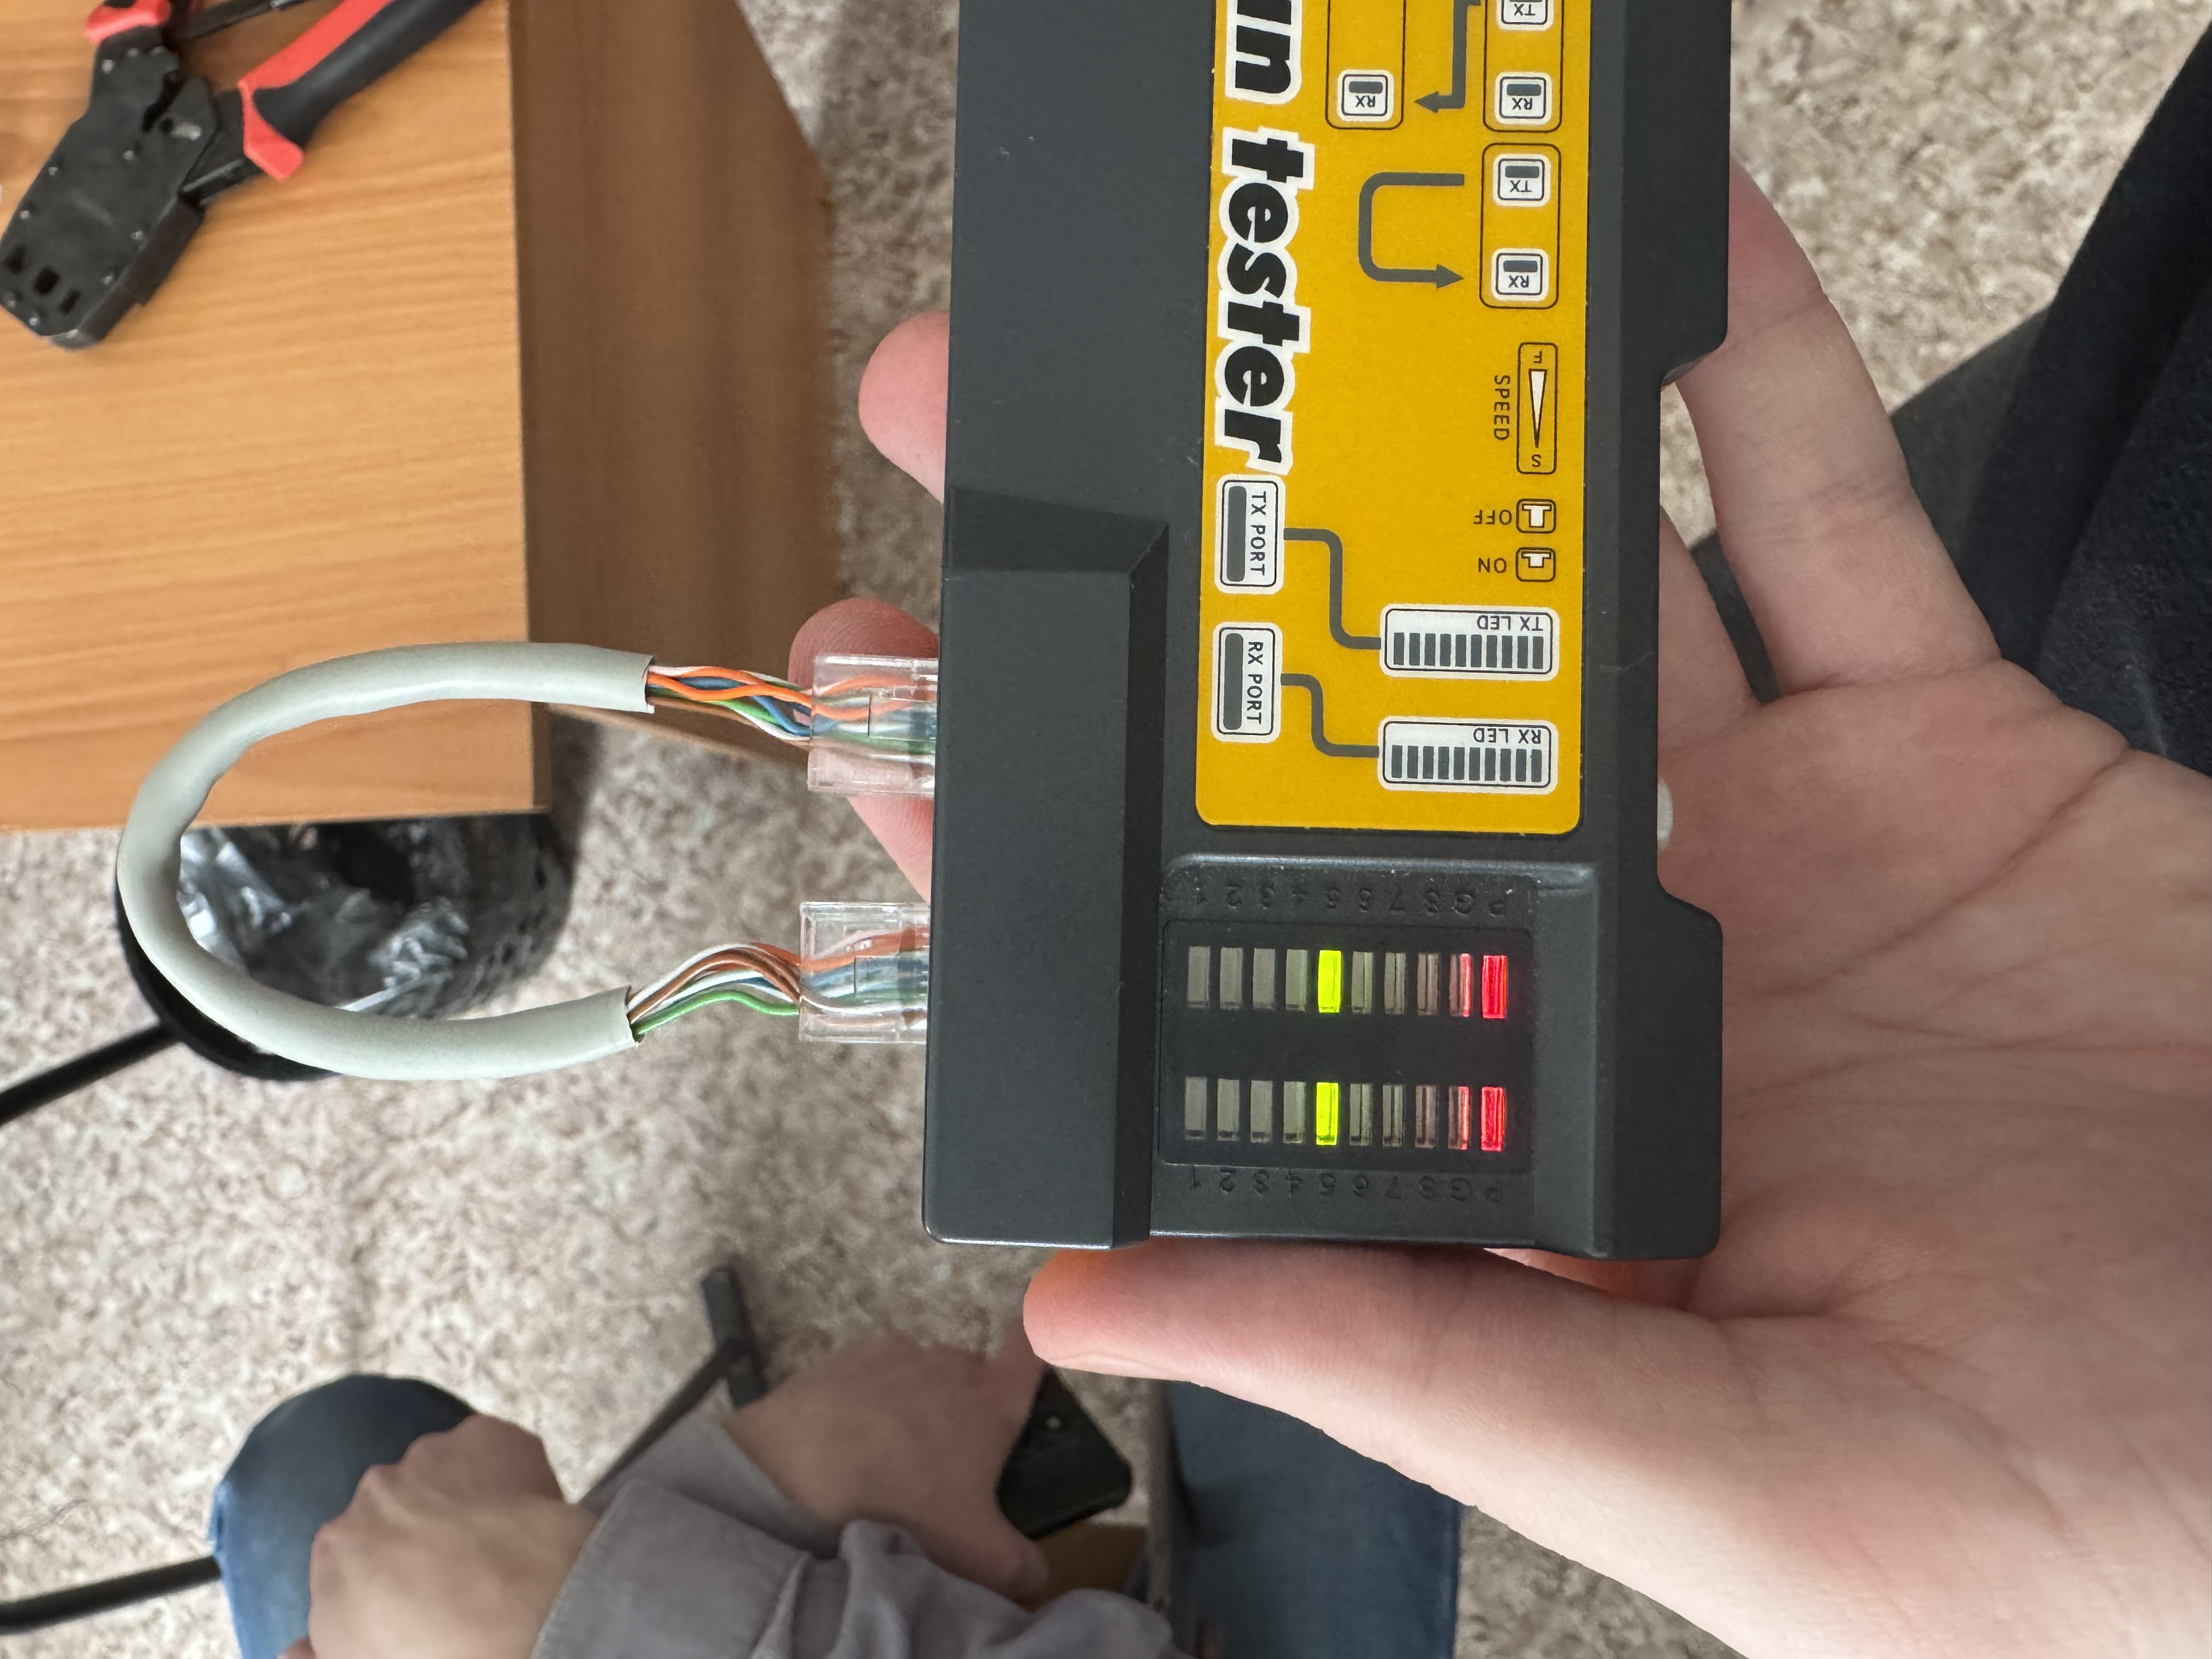 1 2 3 4 5 6 7 8 G P
1 2 3 4 5 6 7 8 G P
RX PORT
TX PORT
an tester
RX LED
TX LED
ON
OFF
SPEED
S
F
RX
TX
RX
RX
TX